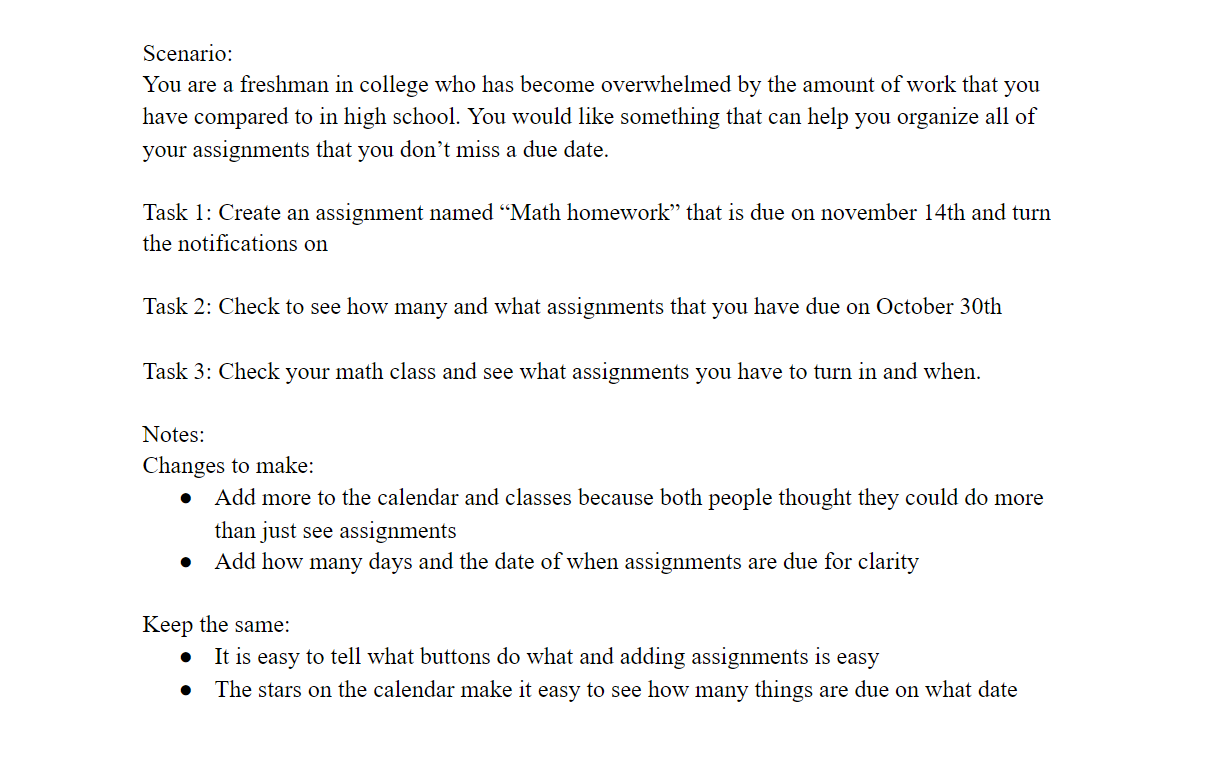 Scenario:
You are a freshman in college who has become overwhelmed by the amount of work that you
have compared to in high school. You would like something that can help you organize all of
your assignments that you don’t miss a due date.
Task 1: Create an assignment named “Math homework” that is due on november 14th and turn
the notifications on
Task 2: Check to see how many and what assignments that you have due on October 30th
Task 3: Check your math class and see what assignments you have to turn in and when.
Notes:
Changes to make:
● Add more to the calendar and classes because both people thought they could do more
than just see assignments
● Add how many days and the date of when assignments are due for clarity
Keep the same:
● It is easy to tell what buttons do what and adding assignments is easy
● The stars on the calendar make it easy to see how many things are due on what date